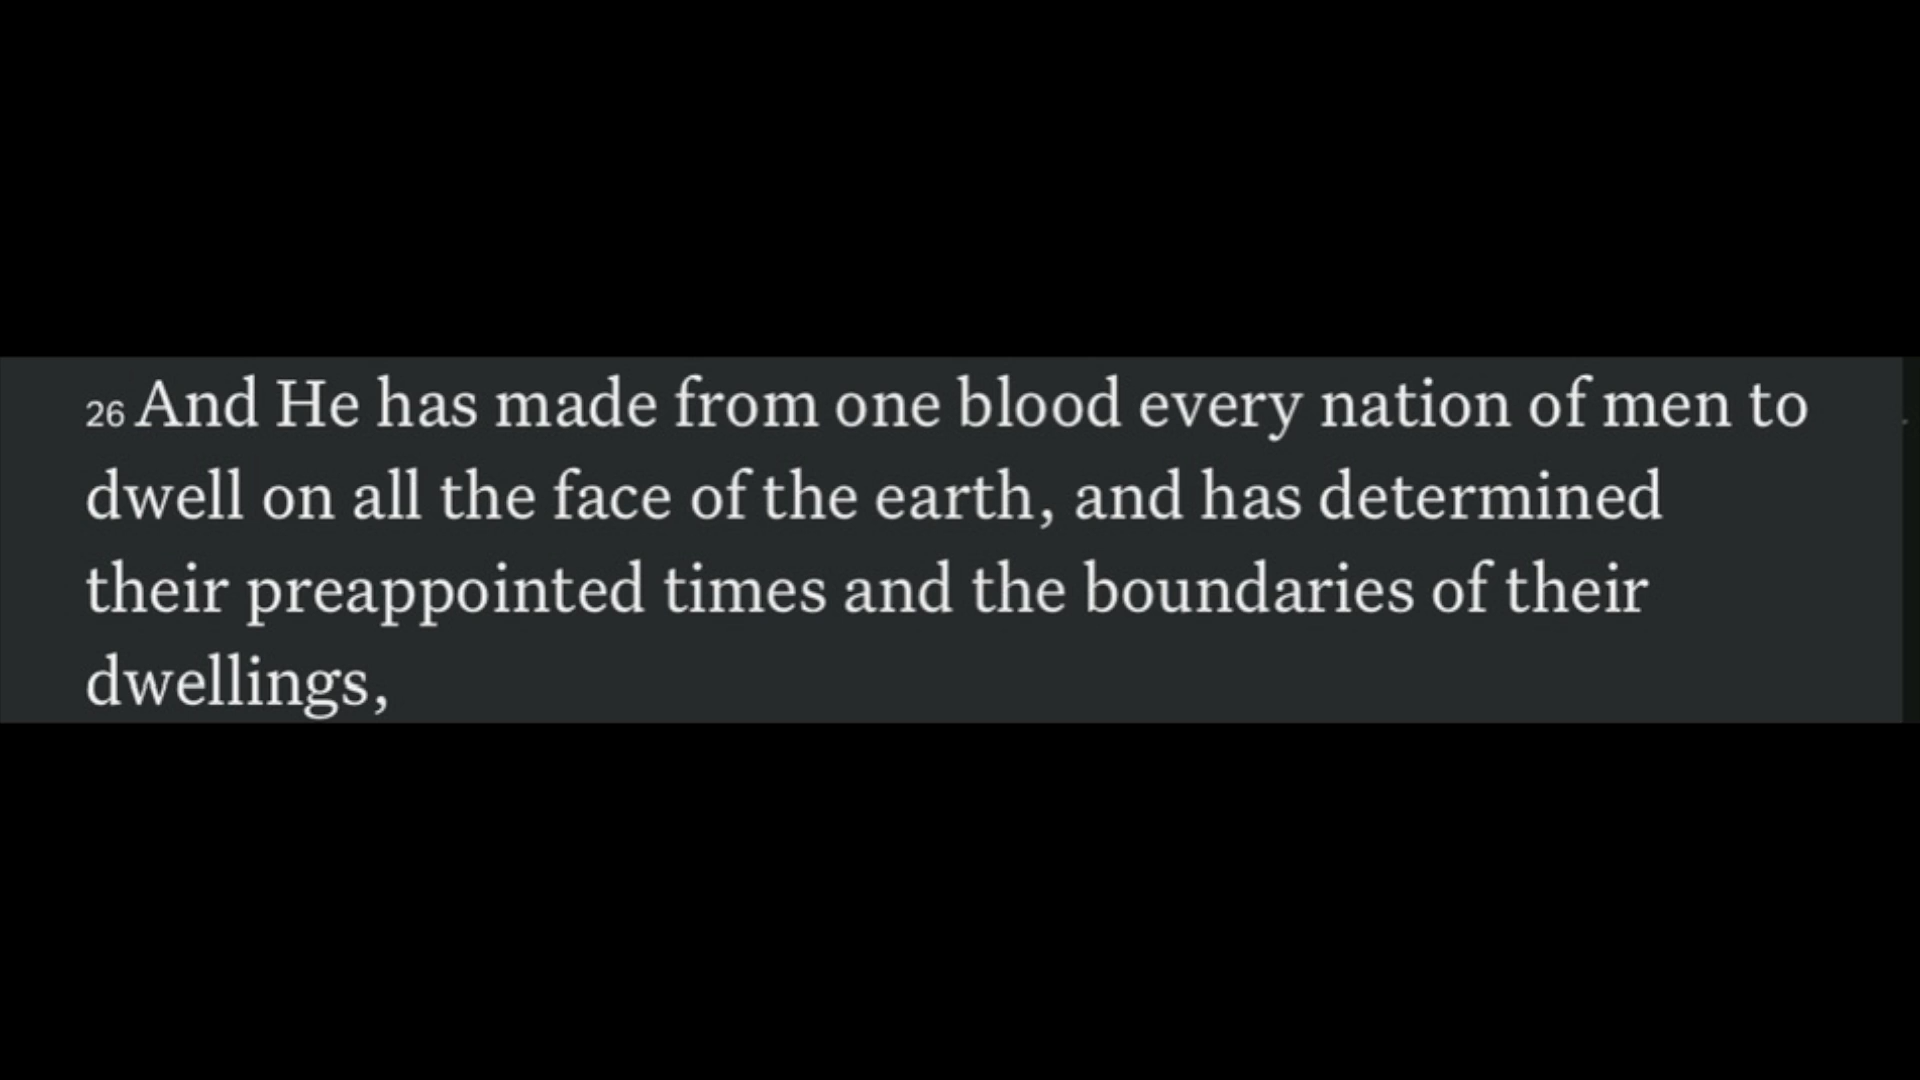 26 And He has made from one blood every nation of men to
dwell on all the face of the earth, and has determined
their preappointed times and the boundaries of their
dwellings,